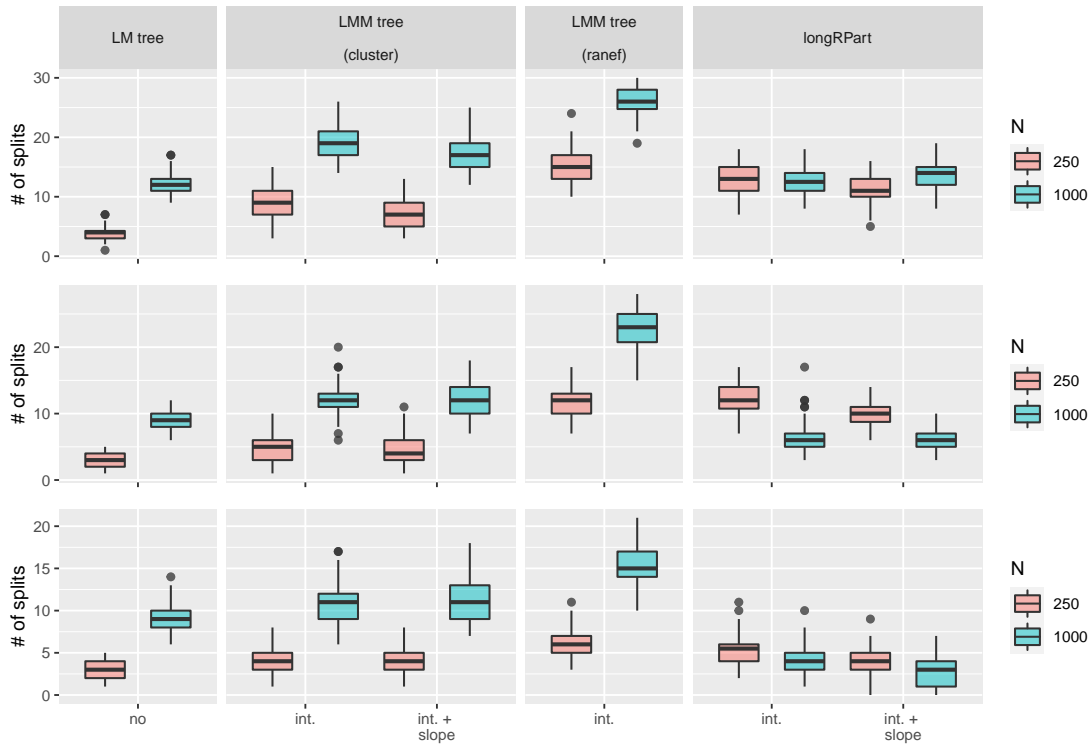 LM tree
LMM tree
(cluster)
LMM tree
(ranef)
longRPart
# of splits
30
20
10
0
N
250
1000
# of splits
20
10
0
N
250
1000
# of splits
20
15
10
5
0
N
250
1000
no
int.
int. +
slope
int.
int.
int. +
slope